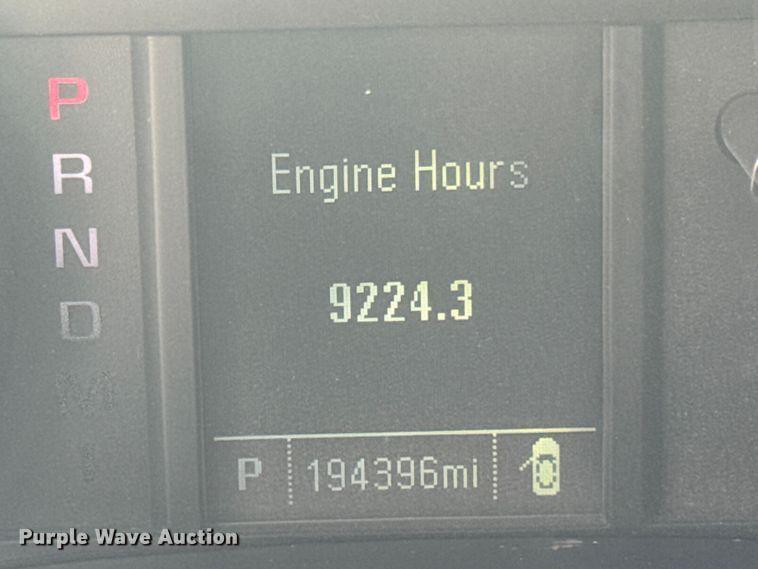 P
R
N
D
M
Engine Hours
9224.3
P 194396mi
Purple Wave Auction